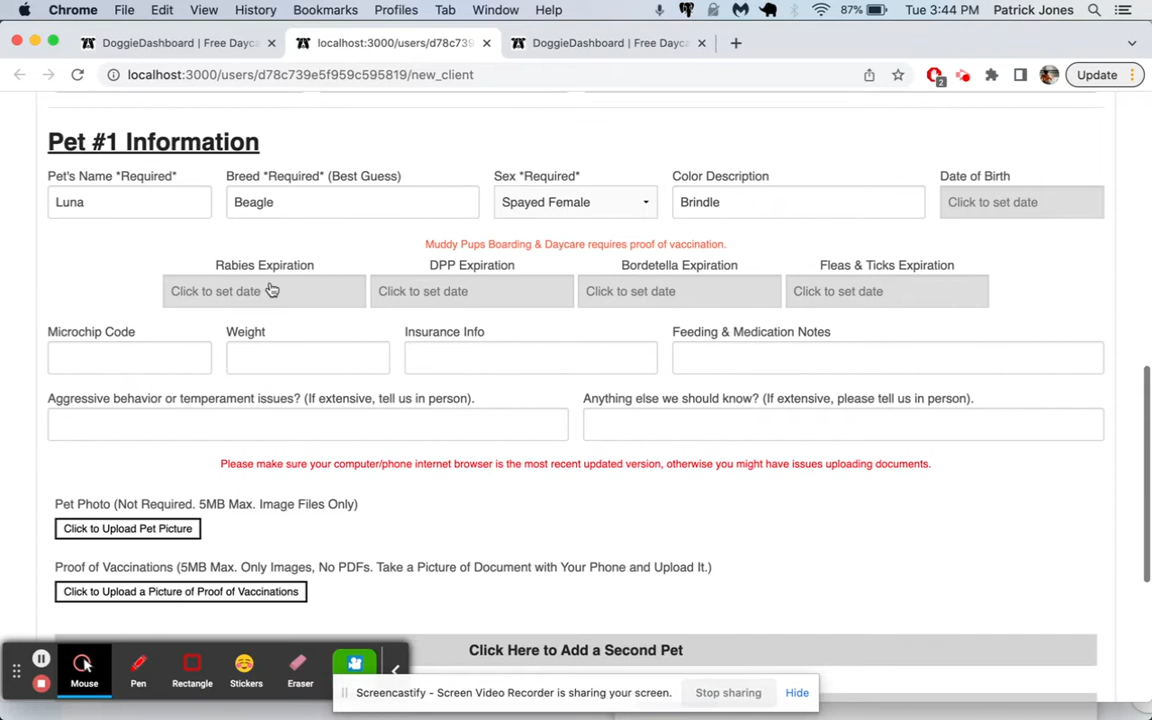 Chrome File Edit View History Bookmarks Profiles Tab Window Help 87% Tue 3:44 PM Patrick Jones
DoggieDashboard | Free Dayca localhost:3000/users/d78c739 DoggieDashboard | Free Dayca
localhost:3000/users/d78c739e5f959c595819/new_client 2 Update
Pet #1 Information
Pet's Name *Required* Breed *Required* (Best Guess) Sex *Required* Color Description Date of Birth
Luna Beagle Spayed Female Brindle Click to set date
Muddy Pups Boarding & Daycare requires proof of vaccination.
Rabies Expiration DPP Expiration Bordetella Expiration Fleas & Ticks Expiration
Click to set date Click to set date Click to set date Click to set date
Microchip Code Weight Insurance Info Feeding & Medication Notes
Aggressive behavior or temperament issues? (If extensive, tell us in person). Anything else we should know? (If extensive, please tell us in person).
Please make sure your computer/phone internet browser is the most recent updated version, otherwise you might have issues uploading documents.
Pet Photo (Not Required. 5MB Max. Image Files Only)
Click to Upload Pet Picture
Proof of Vaccinations (5MB Max. Only Images, No PDFs. Take a Picture of Document with Your Phone and Upload It.)
Click to Upload a Picture of Proof of Vaccinations
Click Here to Add a Second Pet
Mouse Pen Rectangle Stickers Eraser
Screencastify - Screen Video Recorder is sharing your screen. Stop sharing Hide